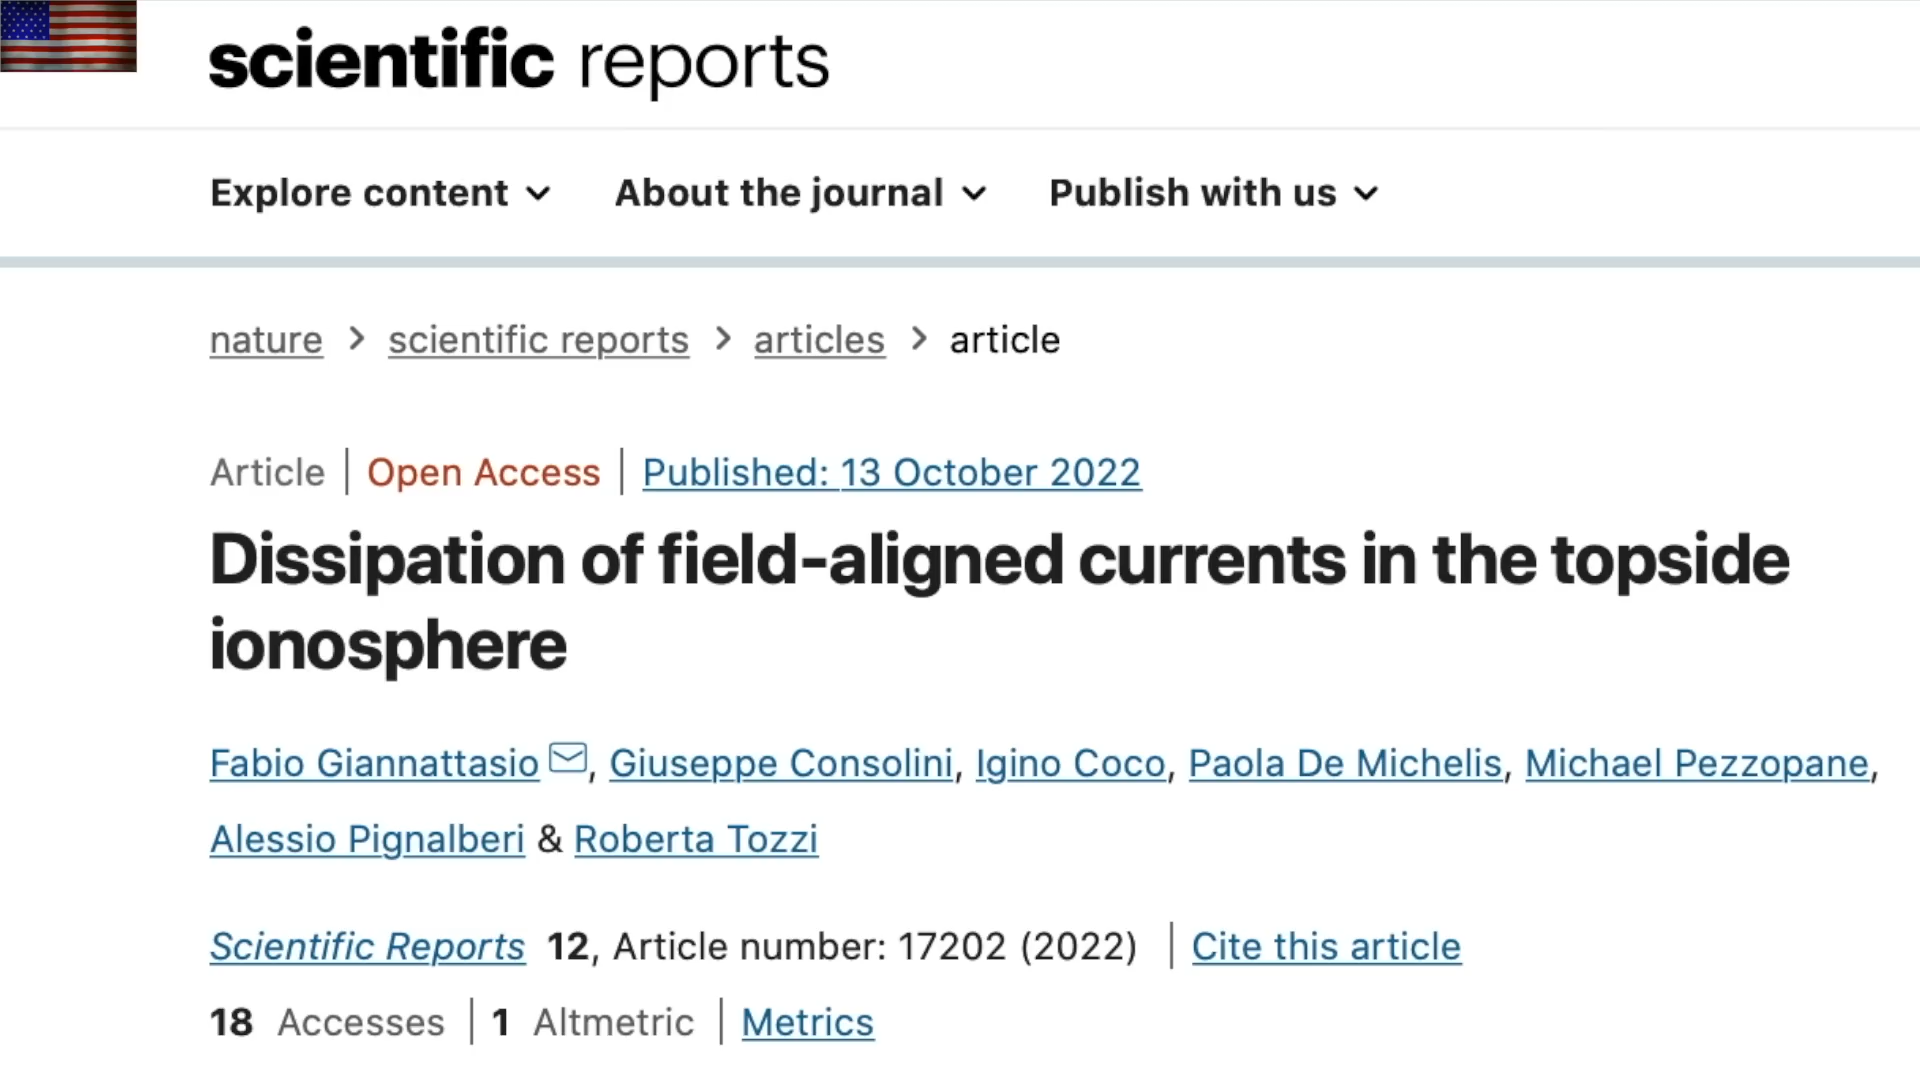 scientific reports
Explore content About the journal Publish with us
nature > scientific reports > articles > article
Article | Open Access | Published: 13 October 2022
Dissipation of field-aligned currents in the topside
ionosphere
Fabio Giannattasio, Giuseppe Consolini, Igino Coco, Paola De Michelis, Michael Pezzopane,
Alessio Pignalberi & Roberta Tozzi
Scientific Reports 12, Article number: 17202 (2022) | Cite this article
18 Accesses | 1 Altmetric | Metrics